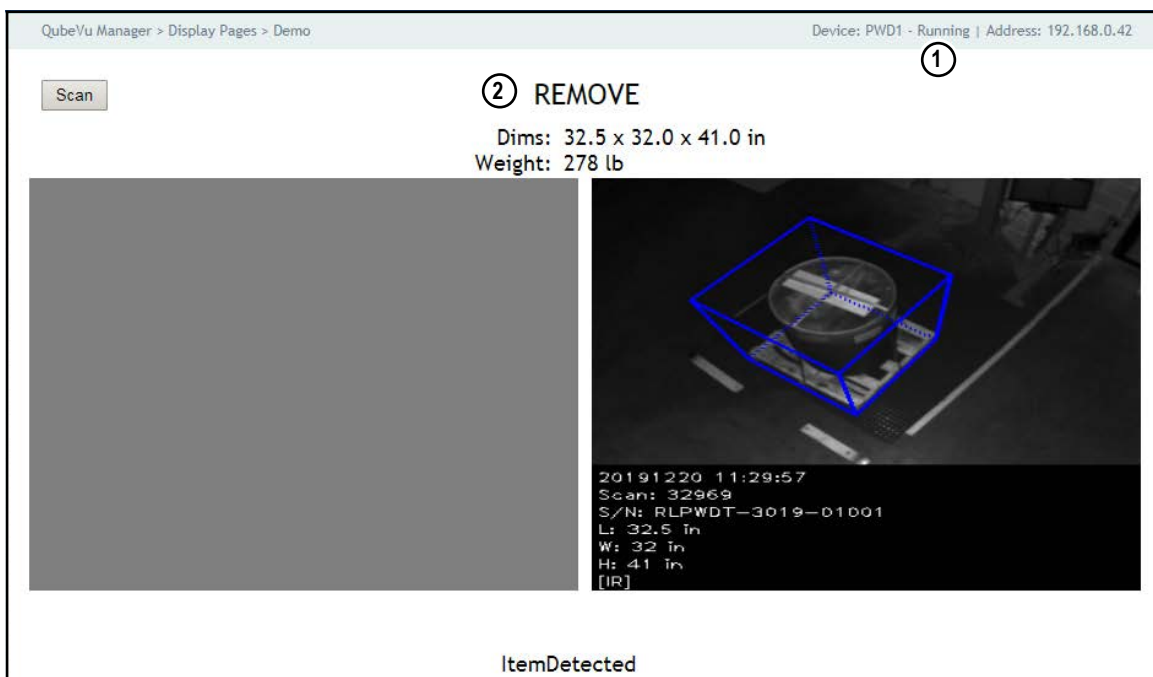 QubeVu Manager > Display Pages > Demo
Device: PWD1 - Running | Address: 192.168.0.42
1
Scan
2 REMOVE
Dims: 32.5 x 32.0 x 41.0 in
Weight: 278 lb
20191220 11:29:57
Scan: 32969
S/N: RLPWDT-3019-01001
L: 32.5 in
W: 32 in
H: 41 in
[IR]
ItemDetected